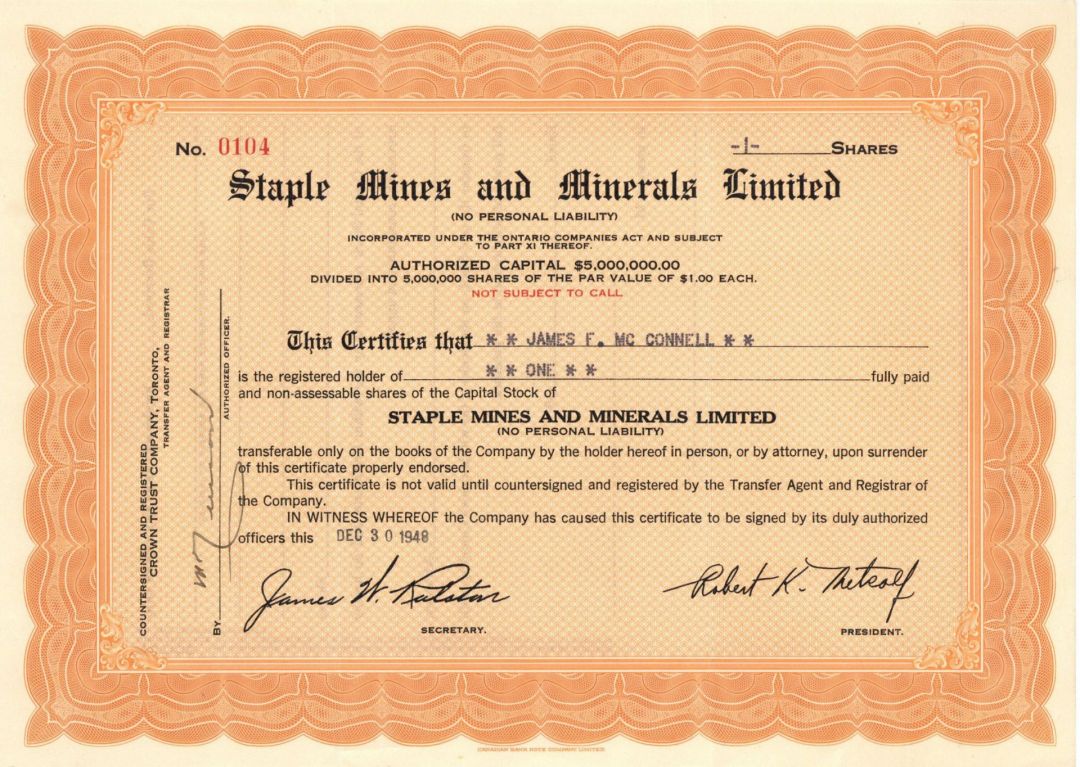 No. 0104
-1- SHARES
Staple Mines and Minerals Limited
(NO PERSONAL LIABILITY)
INCORPORATED UNDER THE ONTARIO COMPANIES ACT AND SUBJECT
TO PART XI THEREOF.
AUTHORIZED CAPITAL $5,000,000.00
DIVIDED INTO 5,000,000 SHARES OF THE PAR VALUE OF $1.00 EACH.
NOT SUBJECT TO CALL
This Certifies that * * JAMES F. MC CONNELL * *
is the registered holder of * * ONE * * fully paid
and non-assessable shares of the Capital Stock of
STAPLE MINES AND MINERALS LIMITED
(NO PERSONAL LIABILITY)
transferable only on the books of the Company by the holder hereof in person, or by attorney, upon surrender
of this certificate properly endorsed.
This certificate is not valid until countersigned and registered by the Transfer Agent and Registrar of
the Company.
IN WITNESS WHEREOF the Company has caused this certificate to be signed by its duly authorized
officers this DEC 30 1948
James W. Ralston
SECRETARY.
Robert K. Metcalf
PRESIDENT.
COUNTERSIGNED AND REGISTERED
CROWN TRUST COMPANY, TORONTO,
TRANSFER AGENT AND REGISTRAR
By
AUTHORIZED OFFICER.
CANADIAN BANK NOTE COMPANY LIMITED